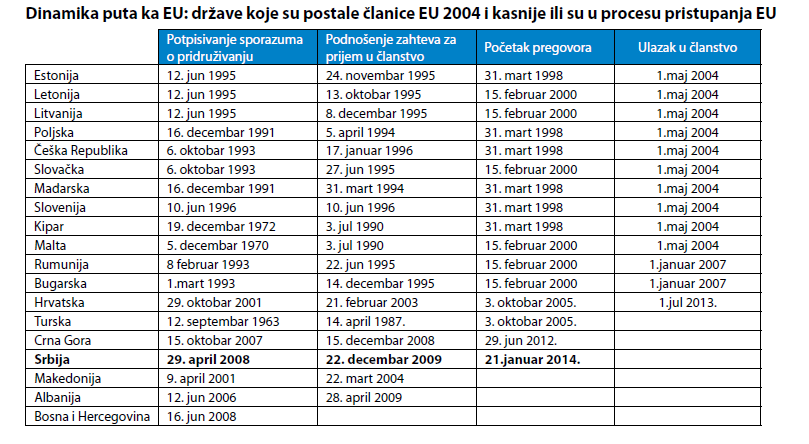 Dinamika puta ka EU: države koje su postale članice EU 2004 i kasnije ili su u procesu pristupanja EU
Potpisivanje sporazuma o pridruživanju Podnošenje zahteva za prijem u članstvo Početak pregovora Ulazak u članstvo
Estonija 12. jun 1995 24. novembar 1995 31. mart 1998 1.maj 2004
Letonija 12. jun 1995 13. oktobar 1995 15. februar 2000 1.maj 2004
Litvanija 12. jun 1995 8. decembar 1995 15. februar 2000 1.maj 2004
Poljska 16. decembar 1991 5. april 1994 31. mart 1998 1.maj 2004
Češka Republika 6. oktobar 1993 17. januar 1996 31. mart 1998 1.maj 2004
Slovačka 6. oktobar 1993 27. jun 1995 15. februar 2000 1.maj 2004
Madarska 16. decembar 1991 31. mart 1994 31. mart 1998 1.maj 2004
Slovenija 10. jun 1996 10. jun 1996 31. mart 1998 1.maj 2004
Kipar 19. decembar 1972 3. jul 1990 31. mart 1998 1.maj 2004
Malta 5. decembar 1970 3. jul 1990 15. februar 2000 1.maj 2004
Rumunija 8 februar 1993 22. jun 1995 15. februar 2000 1.januar 2007
Bugarska 1.mart 1993 14. decembar 1995 15. februar 2000 1.januar 2007
Hrvatska 29. oktobar 2001 21. februar 2003 3. oktobar 2005. 1.jul 2013.
Turska 12. septembar 1963 14. april 1987. 3. oktobar 2005.
Crna Gora 15. oktobar 2007 15. decembar 2008 29. jun 2012.
Srbija 29. april 2008 22. decembar 2009 21.januar 2014.
Makedonija 9. april 2001 22. mart 2004
Albanija 12. jun 2006 28. april 2009
Bosna i Hercegovina 16. jun 2008